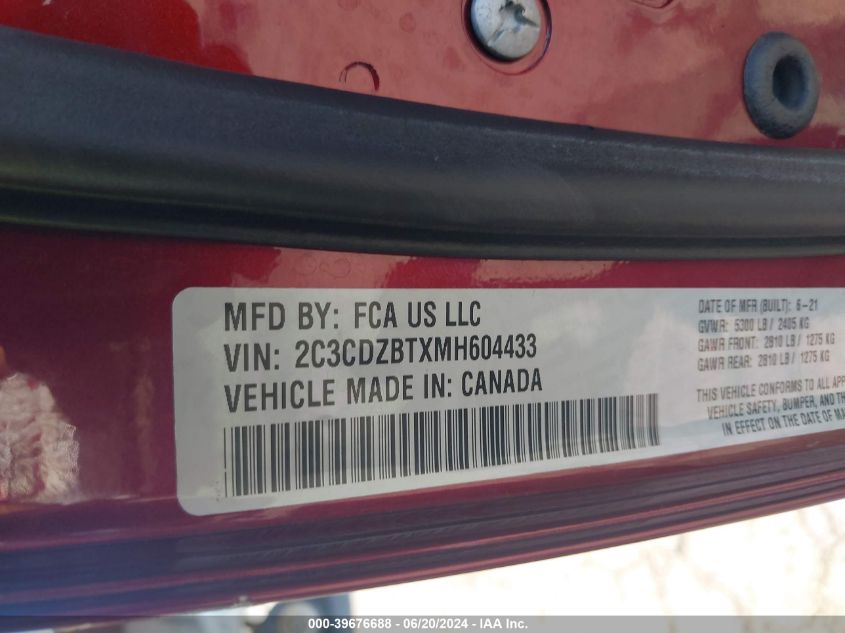 MFD BY: FCA US LLC
VIN: 2C3CDZBTXMH604433
VEHICLE MADE IN: CANADA
DATE OF MFR (BUILT): 6-21
GVWR: 5300 LB / 2405 KG
GAWR FRONT: 2810 LB / 1275 KG
GAWR REAR: 2810 LB / 1275 KG
THIS VEHICLE CONFORMS TO ALL APP
VEHICLE SAFETY, BUMPER, AND TH
IN EFFECT ON THE DATE OF MA
000-39676688 - 06/20/2024 - IAA Inc.